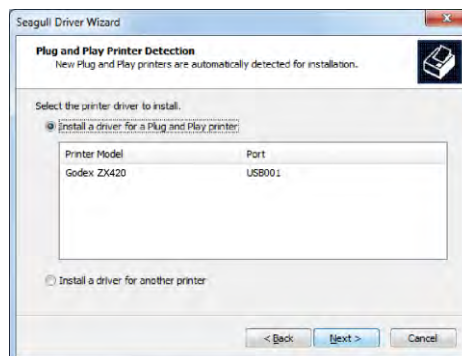 Seagull Driver Wizard
Plug and Play Printer Detection
New Plug and Play printers are automatically detected for installation.
Select the printer driver to install.
Install a driver for a Plug and Play printer
Printer Model Port
Godex ZX420 USB001
Install a driver for another printer
< Back Next > Cancel